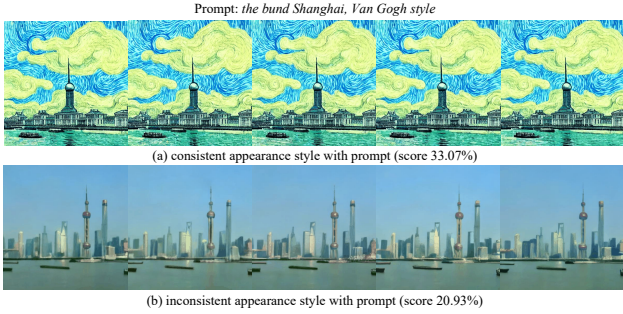 Prompt: the bund Shanghai, Van Gogh style
(a) consistent appearance style with prompt (score 33.07%)
(b) inconsistent appearance style with prompt (score 20.93%)